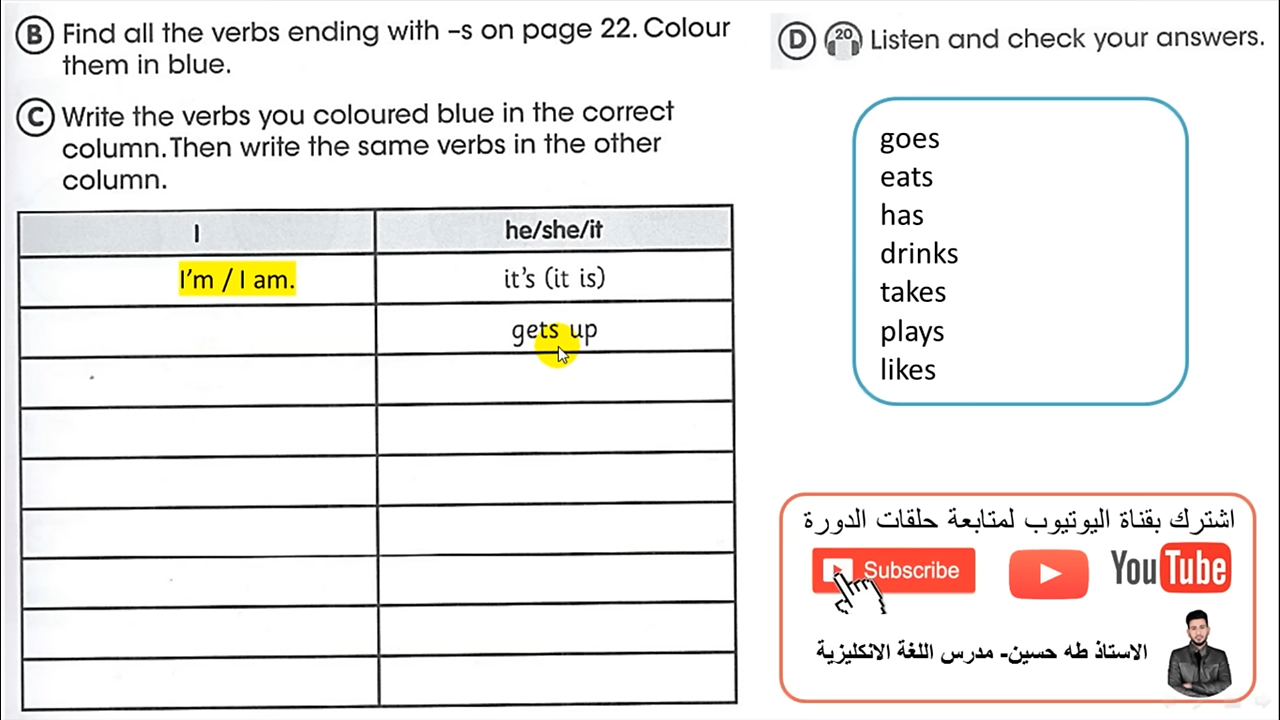 B Find all the verbs ending with –s on page 22. Colour
them in blue.
C Write the verbs you coloured blue in the correct
column. Then write the same verbs in the other
column.
I he/she/it
I'm / I am. it's (it is)
gets up
D 20 Listen and check your answers.
goes
eats
has
drinks
takes
plays
likes
اشترك بقناة اليوتيوب لمتابعة حلقات الدورة
Subscribe
YouTube
الاستاذ طه حسين- مدرس اللغة الانكليزية